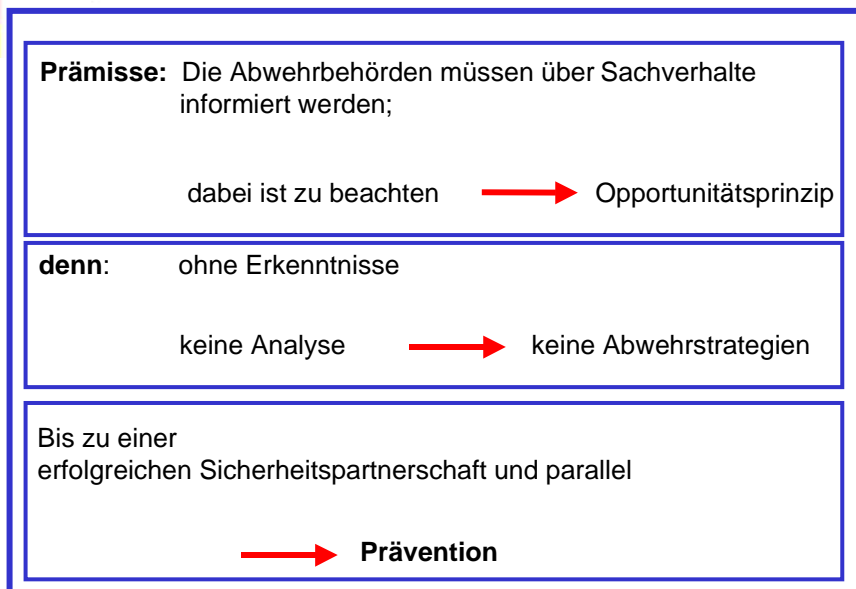 Prämisse: Die Abwehrbehörden müssen über Sachverhalte
informiert werden;
dabei ist zu beachten Opportunitätsprinzip
denn: ohne Erkenntnisse
keine Analyse keine Abwehrstrategien
Bis zu einer
erfolgreichen Sicherheitspartnerschaft und parallel
Prävention